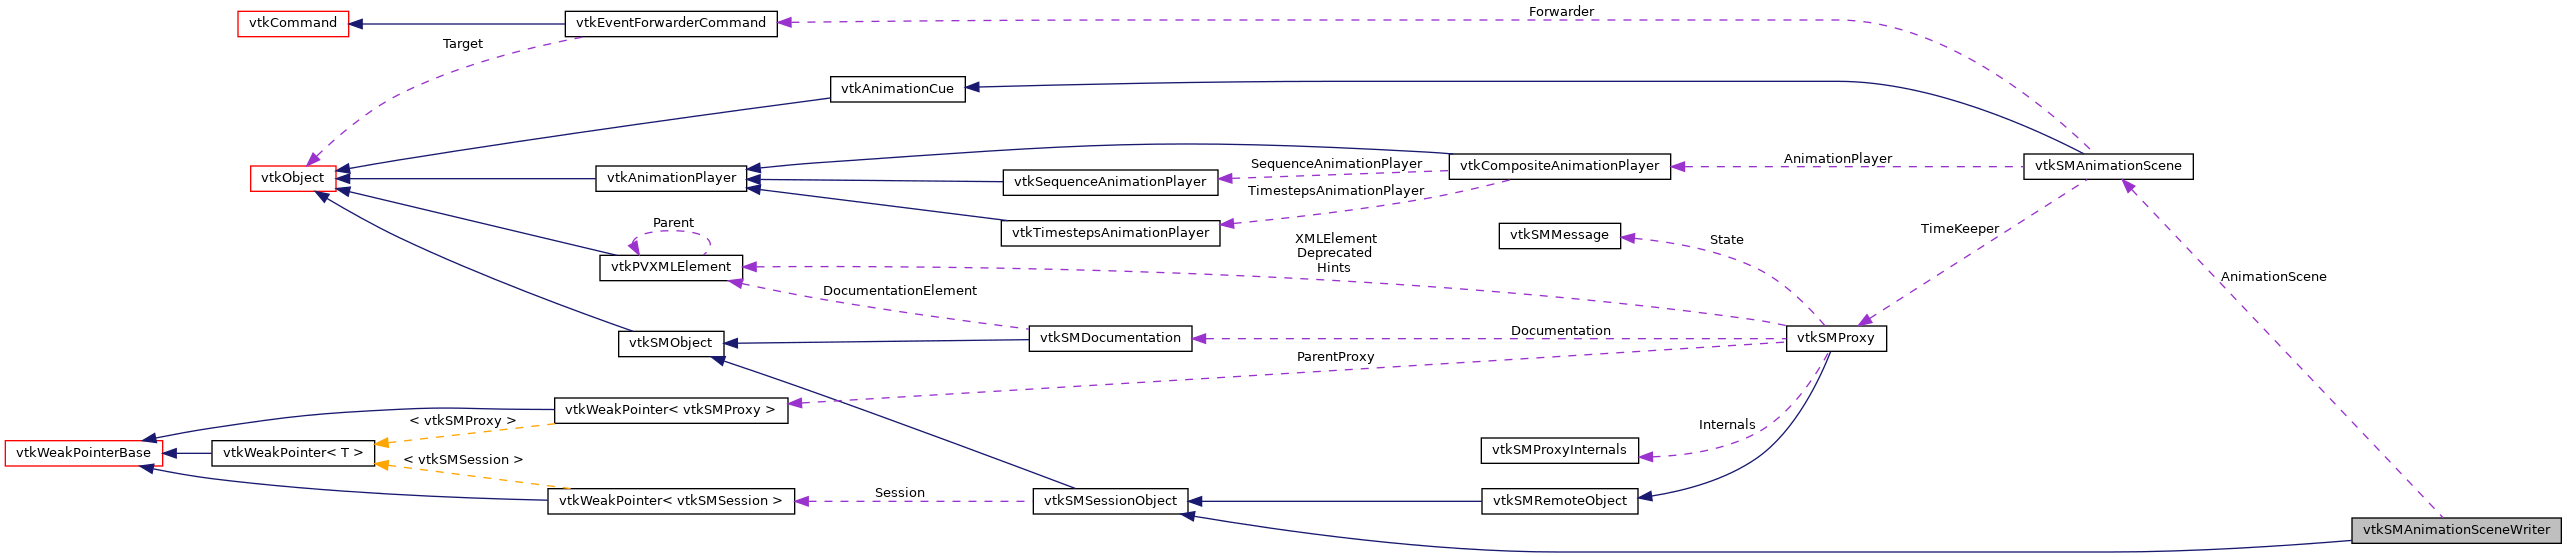 Forwarder
vtkCommand
vtkEventForwarderCommand
Target
vtkAnimationCue
SequenceAnimationPlayer
AnimationPlayer
vtkCompositeAnimationPlayer
vtkSMAnimationScene
vtkObject
vtkAnimationPlayer
vtkSequenceAnimationPlayer
TimestepsAnimationPlayer
Parent
vtkTimestepsAnimationPlayer
vtkSMMessage
State
TimeKeeper
XMLElement
Deprecated
Hints
vtkPVXMLElement
AnimationScene
DocumentationElement
Documentation
vtkSMObject
vtkSMDocumentation
vtkSMProxy
ParentProxy
vtkWeakPointer< vtkSMProxy >
< vtkSMProxy >
Internals
vtkWeakPointerBase
vtkWeakPointer< T >
vtkSMProxyInternals
< vtkSMSession >
Session
vtkWeakPointer< vtkSMSession >
vtkSMSessionObject
vtkSMRemoteObject
vtkSMAnimationSceneWriter